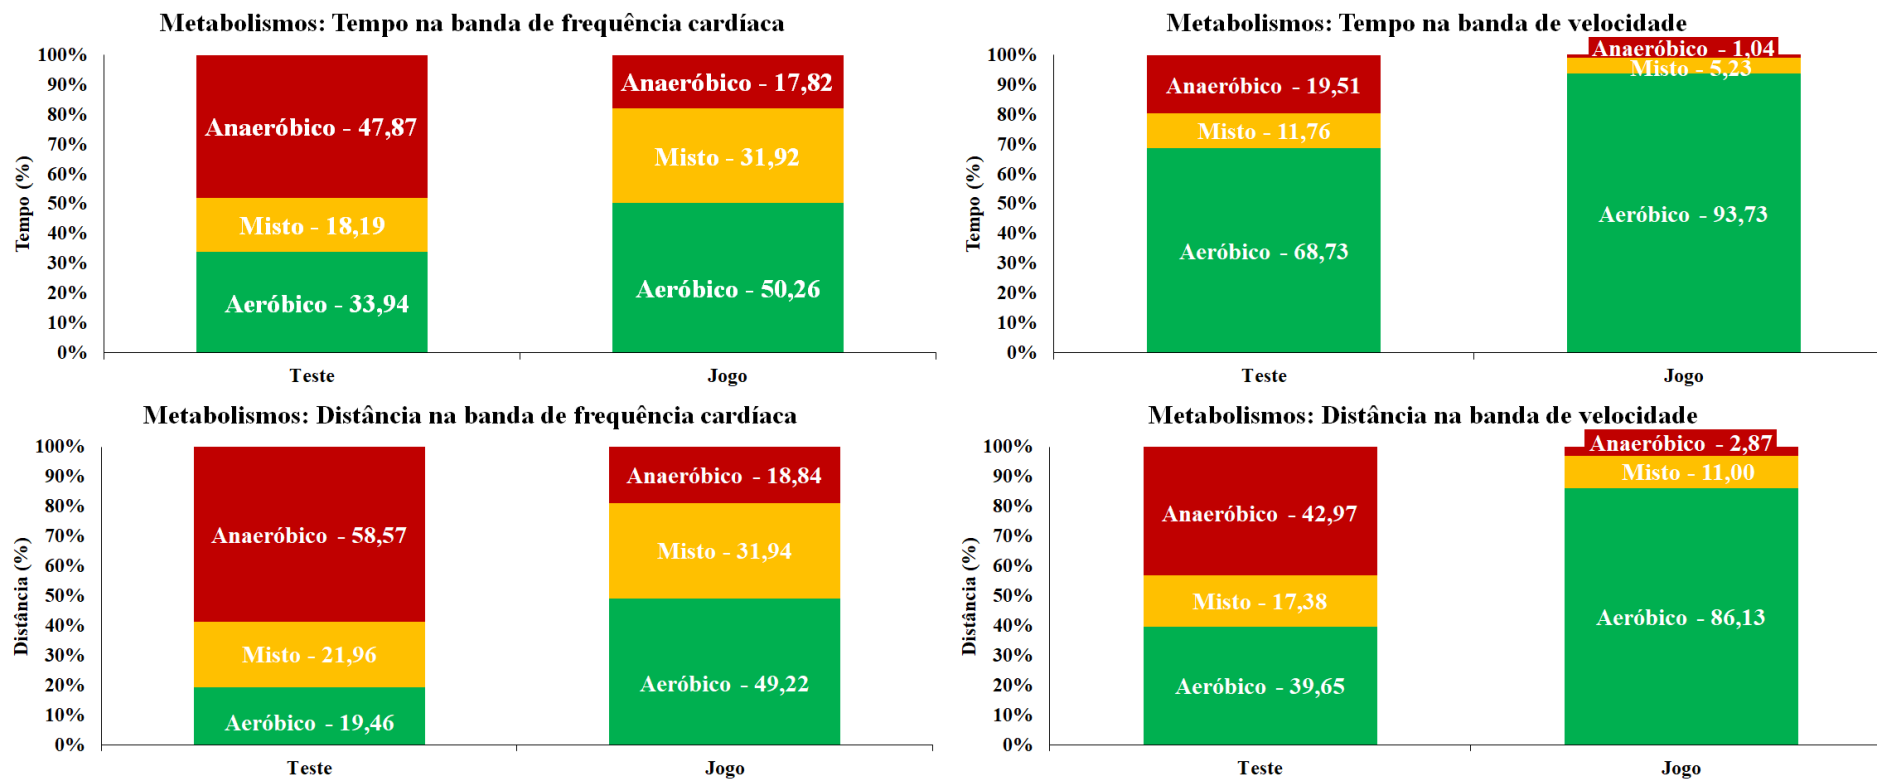 Metabolismos: Tempo na banda de frequência cardíaca
Tempo (%)
100%
90%
80%
70%
60%
50%
40%
30%
20%
10%
0%
Anaeróbico - 47,87
Misto - 18,19
Aeróbico - 33,94
Anaeróbico - 17,82
Misto - 31,92
Aeróbico - 50,26
Teste
Jogo
Metabolismos: Tempo na banda de velocidade
Tempo (%)
100%
90%
80%
70%
60%
50%
40%
30%
20%
10%
0%
Anaeróbico - 19,51
Misto - 11,76
Aeróbico - 68,73
Anaeróbico - 1,04
Misto - 5,23
Aeróbico - 93,73
Teste
Jogo
Metabolismos: Distância na banda de frequência cardíaca
Distância (%)
100%
90%
80%
70%
60%
50%
40%
30%
20%
10%
0%
Anaeróbico - 58,57
Misto - 21,96
Aeróbico - 19,46
Anaeróbico - 18,84
Misto - 31,94
Aeróbico - 49,22
Teste
Jogo
Metabolismos: Distância na banda de velocidade
Distância (%)
100%
90%
80%
70%
60%
50%
40%
30%
20%
10%
0%
Anaeróbico - 42,97
Misto - 17,38
Aeróbico - 39,65
Anaeróbico - 2,87
Misto - 11,00
Aeróbico - 86,13
Teste
Jogo